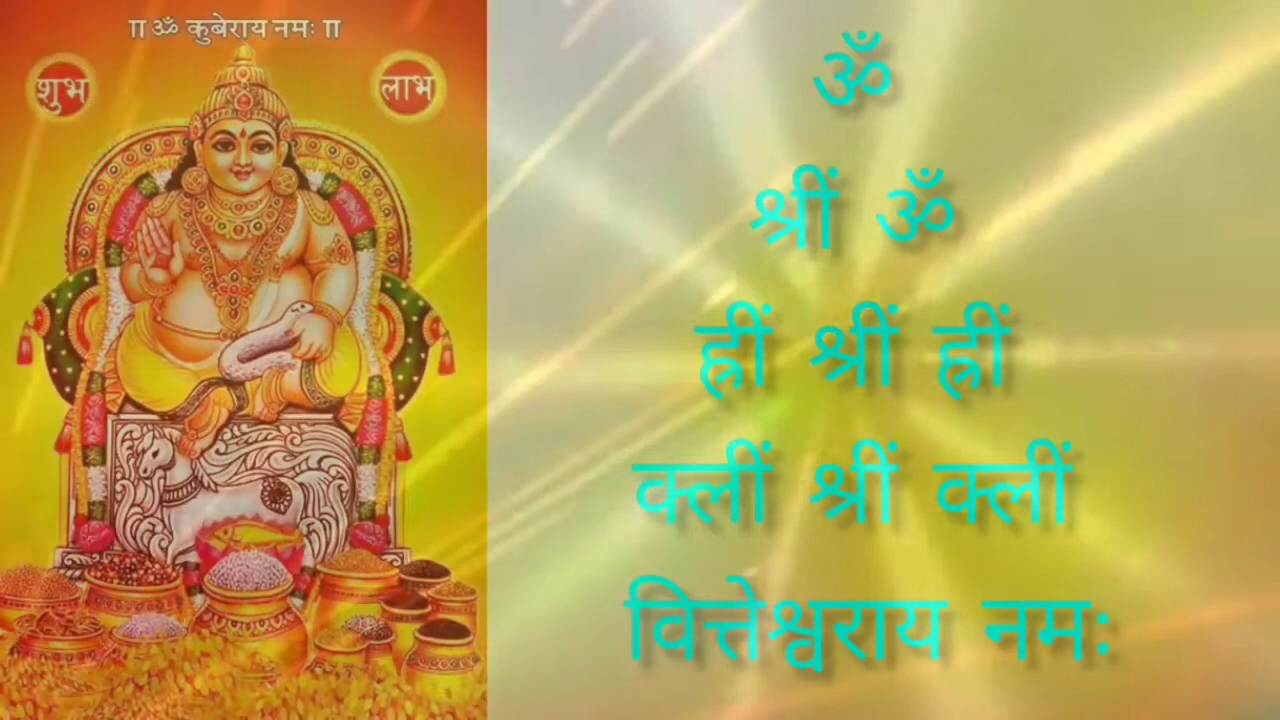 ॥ ॐ कुबेराय नमः ॥
शुभ
लाभ
ॐ
श्रीं ॐ
ह्रीं श्रीं ह्रीं
क्लीं श्रीं क्लीं
वित्तेश्वराय नमः